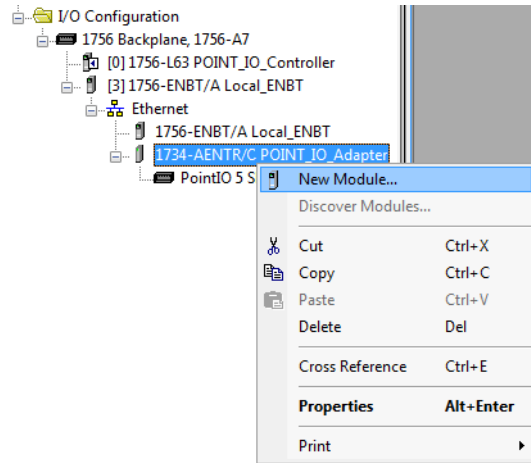 I/O Configuration
1756 Backplane, 1756-A7
[0] 1756-L63 POINT_IO_Controller
[3] 1756-ENBT/A Local_ENBT
Ethernet
1756-ENBT/A Local_ENBT
1734-AENTR/C POINT_IO_Adapter
PointIO 5 S
New Module...
Discover Modules...
Cut Ctrl+X
Copy Ctrl+C
Paste Ctrl+V
Delete Del
Cross Reference Ctrl+E
Properties Alt+Enter
Print